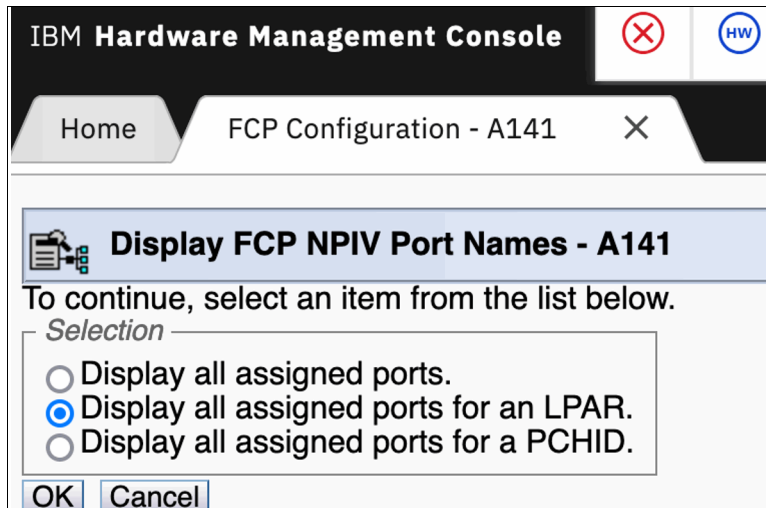 IBM Hardware Management Console
HW
Home
FCP Configuration - A141
Display FCP NPIV Port Names - A141
To continue, select an item from the list below.
Selection
Display all assigned ports.
Display all assigned ports for an LPAR.
Display all assigned ports for a PCHID.
OK Cancel